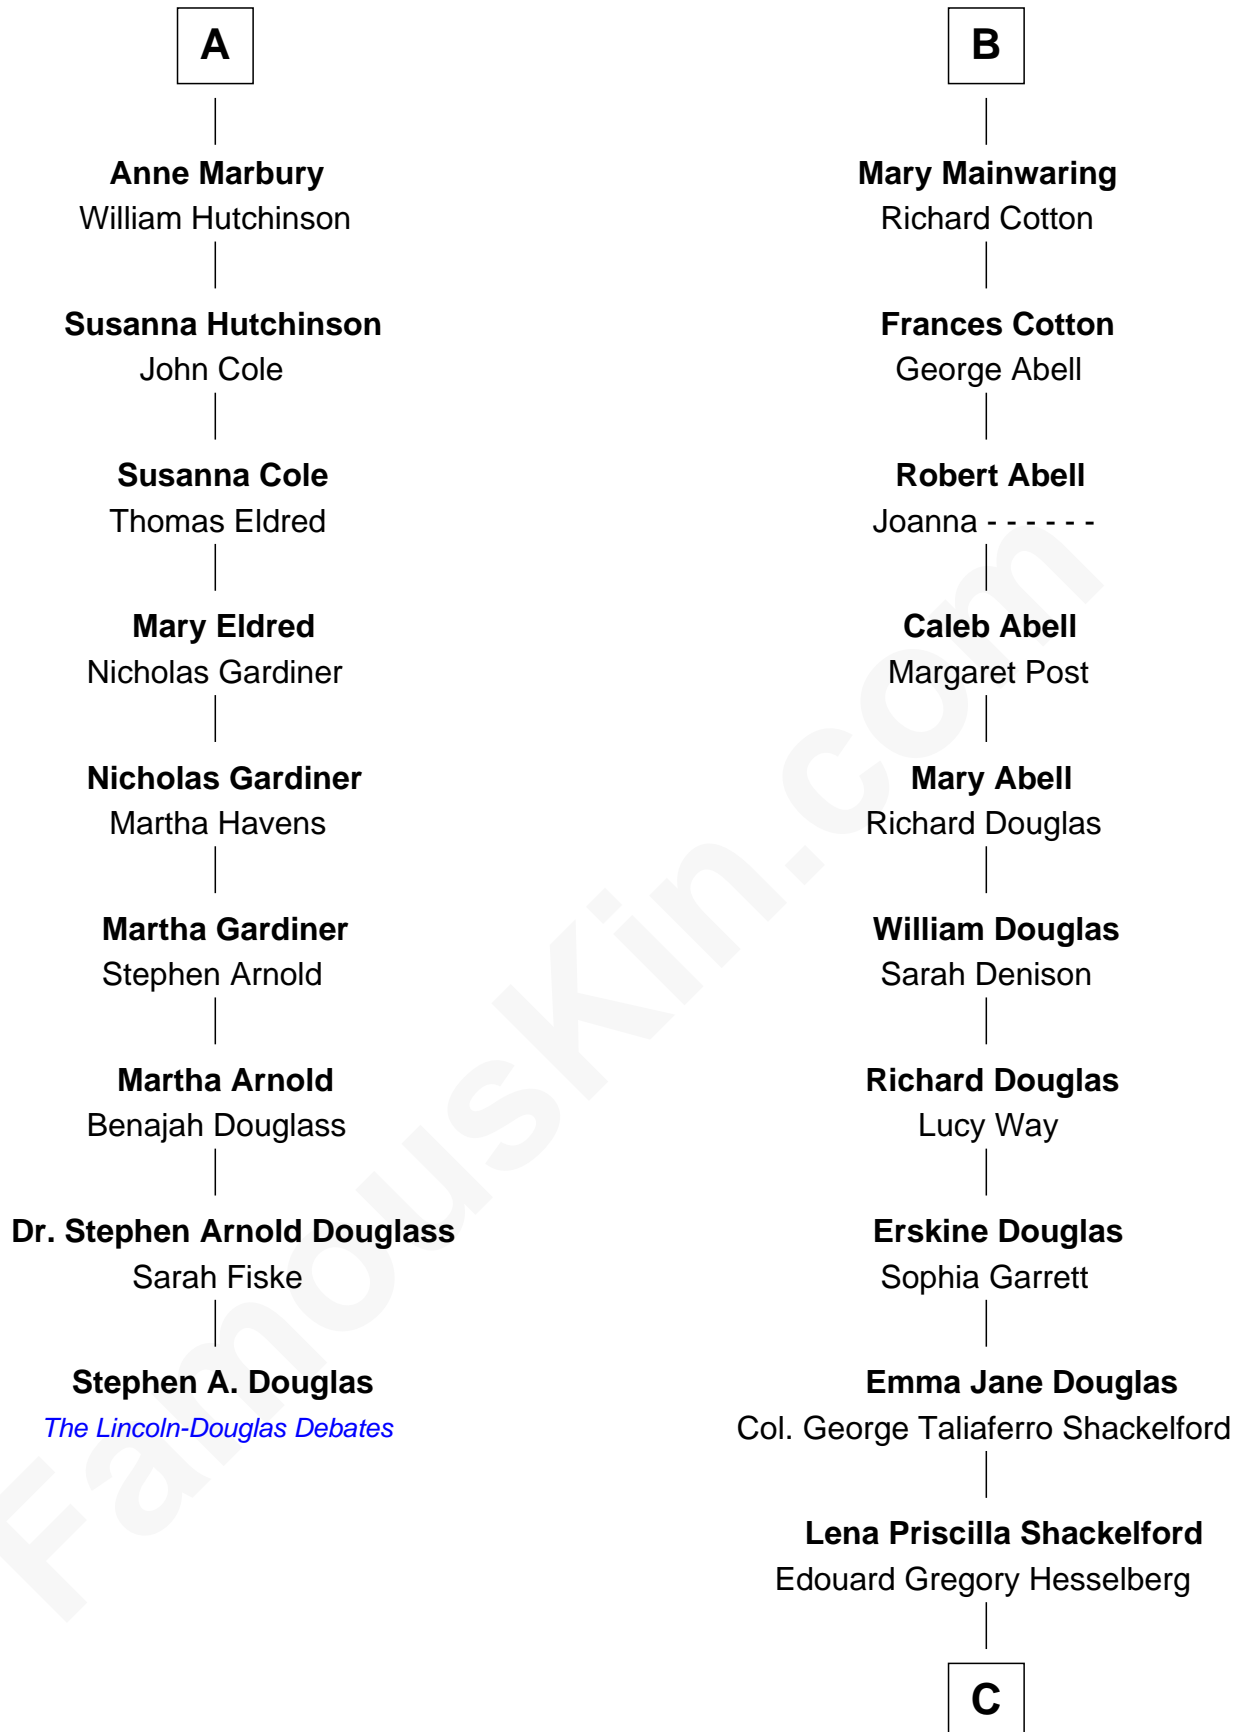 A
Anne Marbury
William Hutchinson
Susanna Hutchinson
John Cole
Susanna Cole
Thomas Eldred
Mary Eldred
Nicholas Gardiner
Nicholas Gardiner
Martha Havens
Martha Gardiner
Stephen Arnold
Martha Arnold
Benajah Douglass
Dr. Stephen Arnold Douglass
Sarah Fiske
Stephen A. Douglas
The Lincoln-Douglas Debates
B
Mary Mainwaring
Richard Cotton
Frances Cotton
George Abell
Robert Abell
Joanna - - - - - -
Caleb Abell
Margaret Post
Mary Abell
Richard Douglas
William Douglas
Sarah Denison
Richard Douglas
Lucy Way
Erskine Douglas
Sophia Garrett
Emma Jane Douglas
Col. George Taliaferro Shackelford
Lena Priscilla Shackelford
Edouard Gregory Hesselberg
C
FamousKin.com